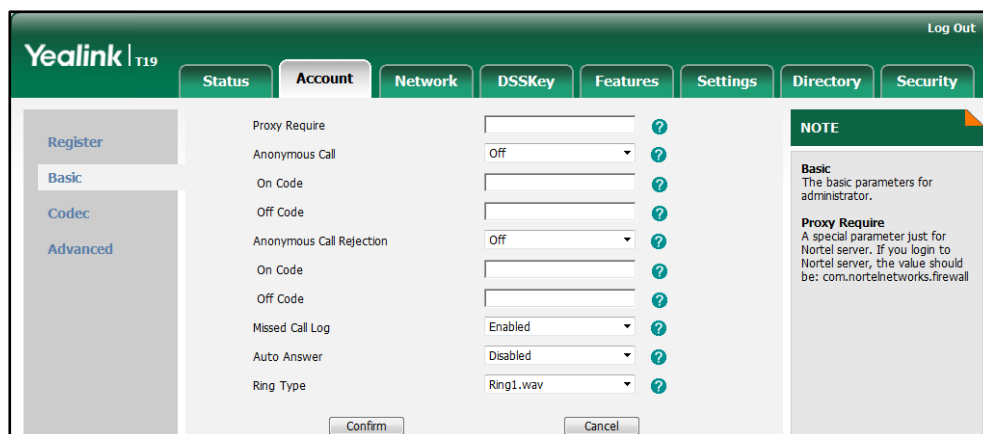 Log Out
Yealink T19
Status Account Network DSSKey Features Settings Directory Security
Register
Basic
Codec
Advanced
Proxy Require ?
Anonymous Call Off ?
On Code ?
Off Code ?
Anonymous Call Rejection Off ?
On Code ?
Off Code ?
Missed Call Log Enabled ?
Auto Answer Disabled ?
Ring Type Ring1.wav ?
Confirm Cancel
NOTE
Basic
The basic parameters for
administrator.
Proxy Require
A special parameter just for
Nortel server. If you login to
Nortel server, the value should
be: com.nortelnetworks.firewall